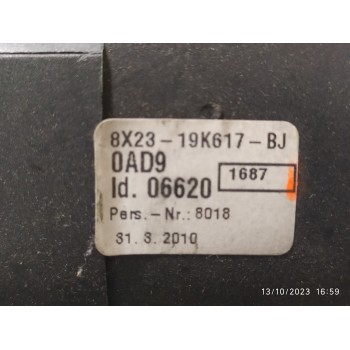 8X23-19K617-BJ
0AD9
Id. 06620 1687
Pers.-Nr.: 8018
31. 3. 2010
13/10/2023 16:59